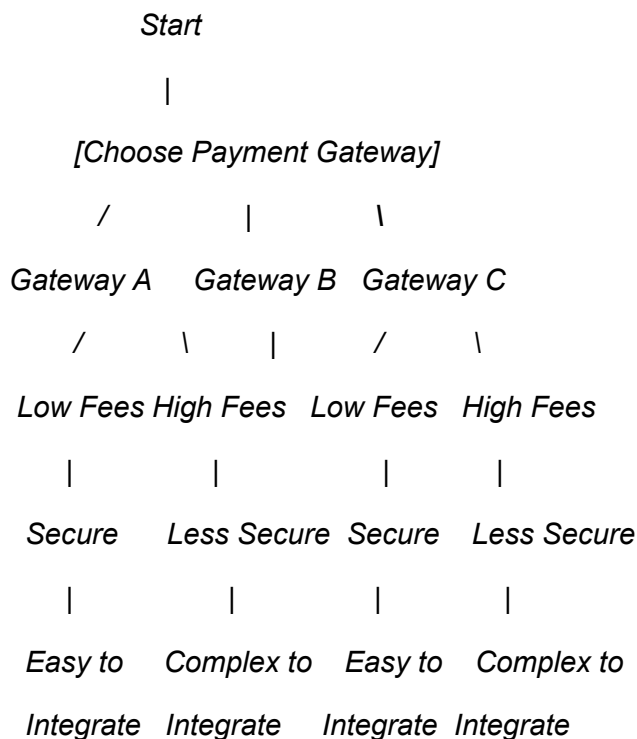 Start
|
[Choose Payment Gateway]
/ | \
Gateway A Gateway B Gateway C
/ \ | / \
Low Fees High Fees Low Fees High Fees
| | | |
Secure Less Secure Secure Less Secure
| | | |
Easy to Complex to Easy to Complex to
Integrate Integrate Integrate Integrate